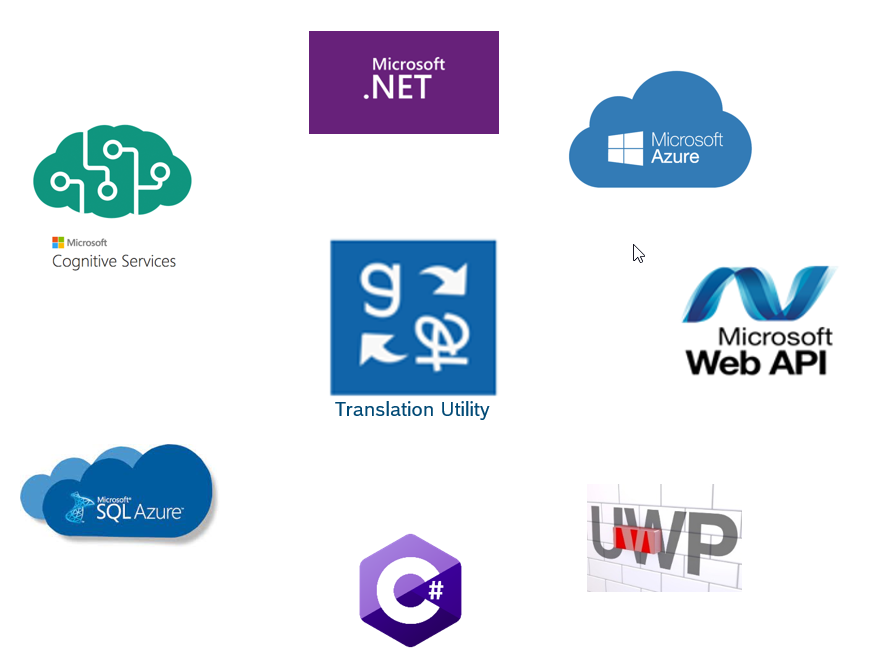 Microsoft
.NET
Microsoft
Azure
Microsoft
Cognitive Services
Microsoft
Web API
Translation Utility
Microsoft®
SQL Azure
UWP
C#